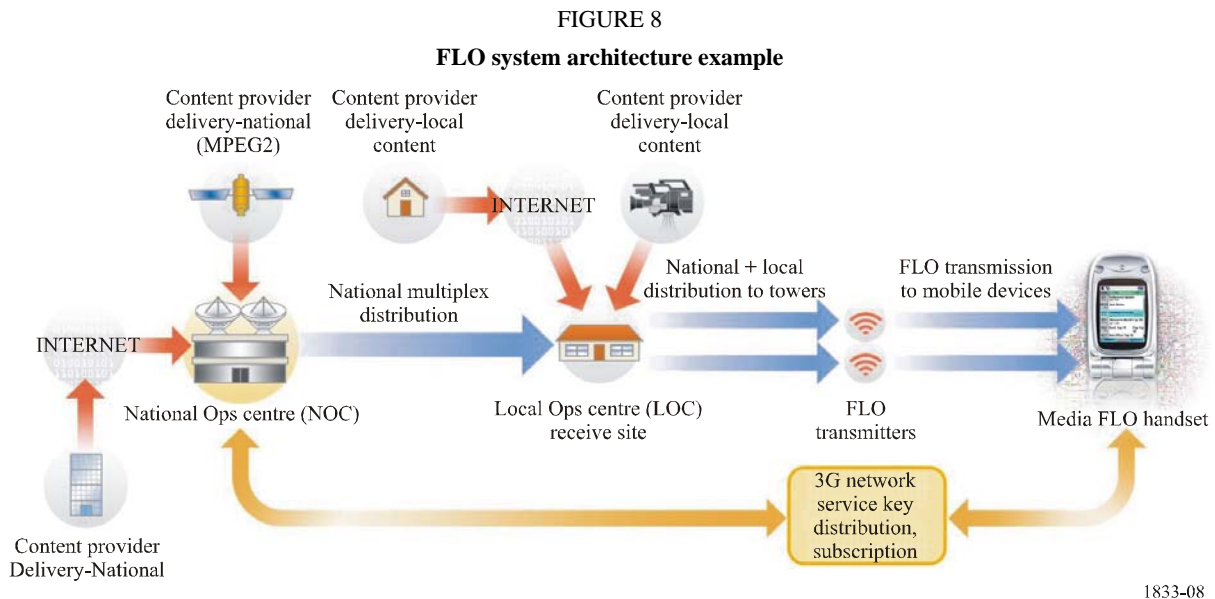 FIGURE 8
FLO system architecture example
Content provider
delivery-national
(MPEG2)
Content provider
delivery-local
content
Content provider
delivery-local
content
INTERNET
National multiplex
distribution
National + local
distribution to towers
FLO transmission
to mobile devices
INTERNET
National Ops centre (NOC)
Local Ops centre (LOC)
receive site
FLO
transmitters
Media FLO handset
3G network
service key
distribution,
subscription
Content provider
Delivery-National
1833-08